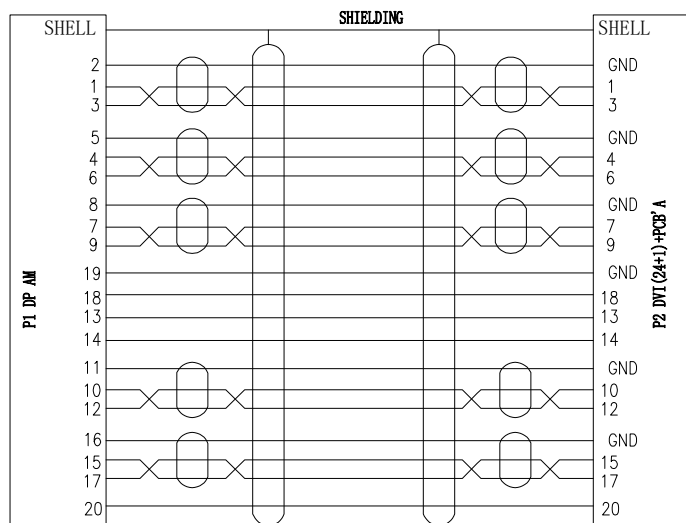 SHIELDING
SHELL SHELL
2 GND
1 1
3 3
5 GND
4 4
6 6
8 GND
7 7
9 9
19 GND
18 18
13 13
14 14
11 GND
10 10
12 12
16 GND
15 15
17 17
20 20
P1 DP AM
P2 DVI(24+1)+PCB'A